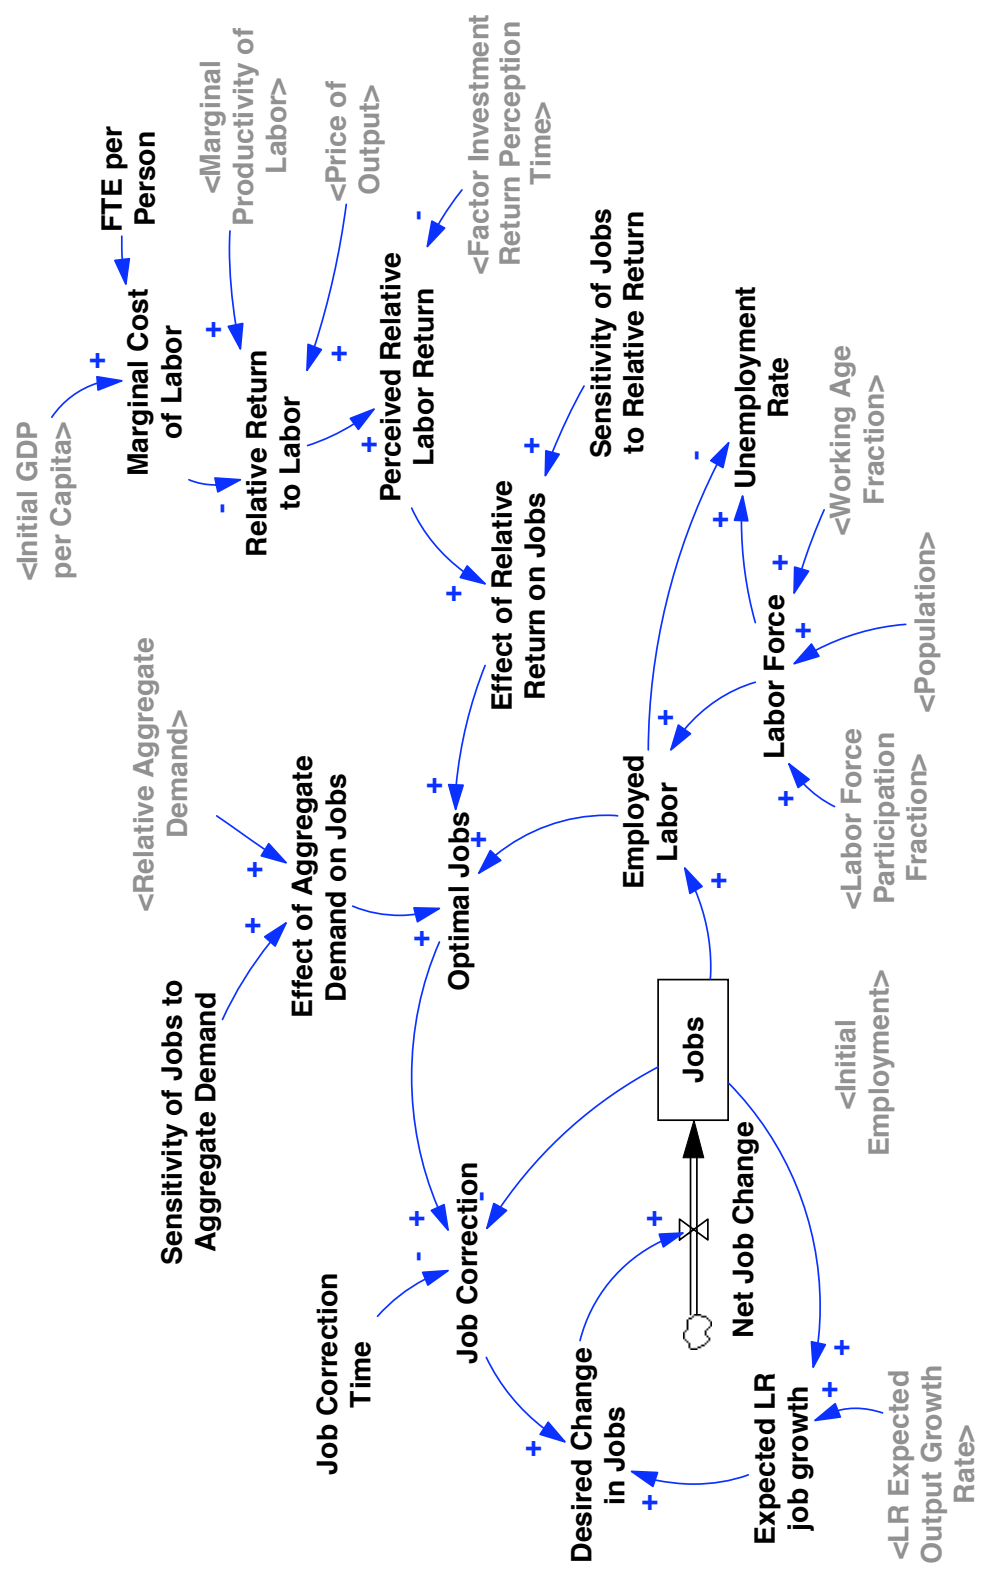 <Initial GDP
per Capita>
+
FTE per
Person
Marginal Cost
of Labor
<Relative Aggregate
Demand>
Sensitivity of Jobs to
Aggregate Demand
<Marginal
Productivity of
Labor>
+
-
+
+
Relative Return
to Labor
Effect of Aggregate
Demand on Jobs
Job Correction
Time
<Price of
Output>
+
+
Perceived Relative
Labor Return
-
+
+
-
+
+
Job Correction
Optimal Jobs
-
+
<Factor Investment
Return Perception
Time>
Effect of Relative
Return on Jobs
+
+
Desired Change
in Jobs
Sensitivity of Jobs
to Relative Return
Employed
Labor
+
+
+
Jobs
-
+
+
Net Job Change
Unemployment
Rate
Expected LR
job growth
Labor Force
+
+
+
+
+
<Initial
Employment>
<Labor Force
Participation
Fraction>
<Working Age
Fraction>
<LR Expected
Output Growth
Rate>
<Population>